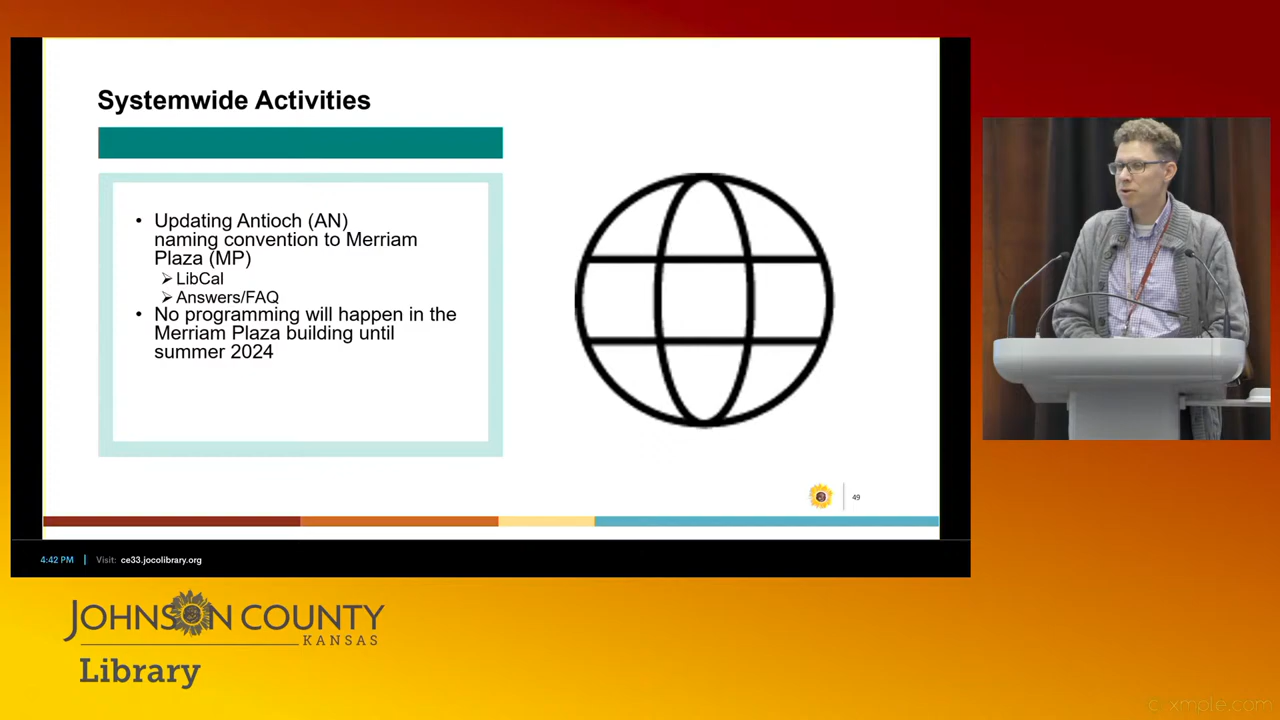 Systemwide Activities
• Updating Antioch (AN)
naming convention to Merriam
Plaza (MP)
➢ LibCal
➢ Answers/FAQ
• No programming will happen in the
Merriam Plaza building until
summer 2024
49
4:42 PM | Visit: ce33.jocolibrary.org
JOHNSON COUNTY
KANSAS
Library